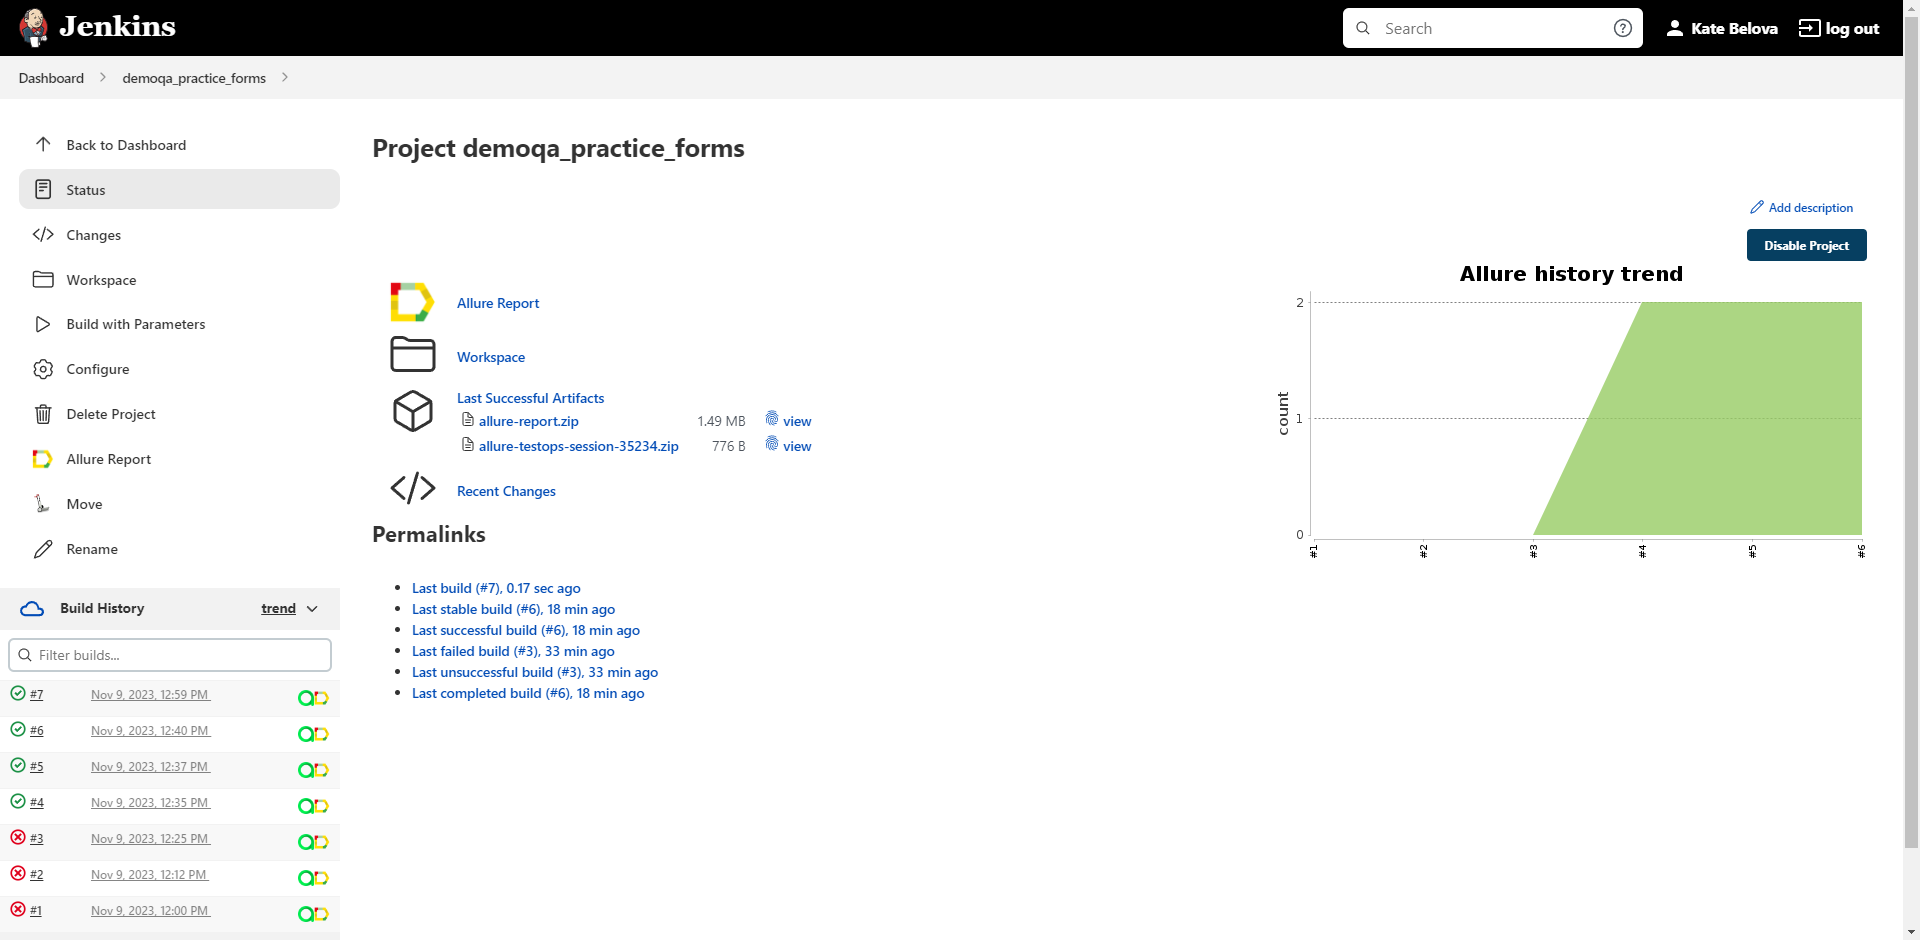 Jenkins
Search
Kate Belova
log out
Dashboard
demoqa_practice_forms
Back to Dashboard
Status
Changes
Workspace
Build with Parameters
Configure
Delete Project
Allure Report
Move
Rename
Build History
trend
Filter builds...
#7 Nov 9, 2023, 12:59 PM
#6 Nov 9, 2023, 12:40 PM
#5 Nov 9, 2023, 12:37 PM
#4 Nov 9, 2023, 12:35 PM
#3 Nov 9, 2023, 12:25 PM
#2 Nov 9, 2023, 12:12 PM
#1 Nov 9, 2023, 12:00 PM
Project demoqa_practice_forms
Add description
Disable Project
Allure Report
Workspace
Last Successful Artifacts
allure-report.zip 1.49 MB view
allure-testops-session-35234.zip 776 B view
Recent Changes
Permalinks
Last build (#7), 0.17 sec ago
Last stable build (#6), 18 min ago
Last successful build (#6), 18 min ago
Last failed build (#3), 33 min ago
Last unsuccessful build (#3), 33 min ago
Last completed build (#6), 18 min ago
Allure history trend
count
2
1
0
#1
#2
#3
#4
#5
#6